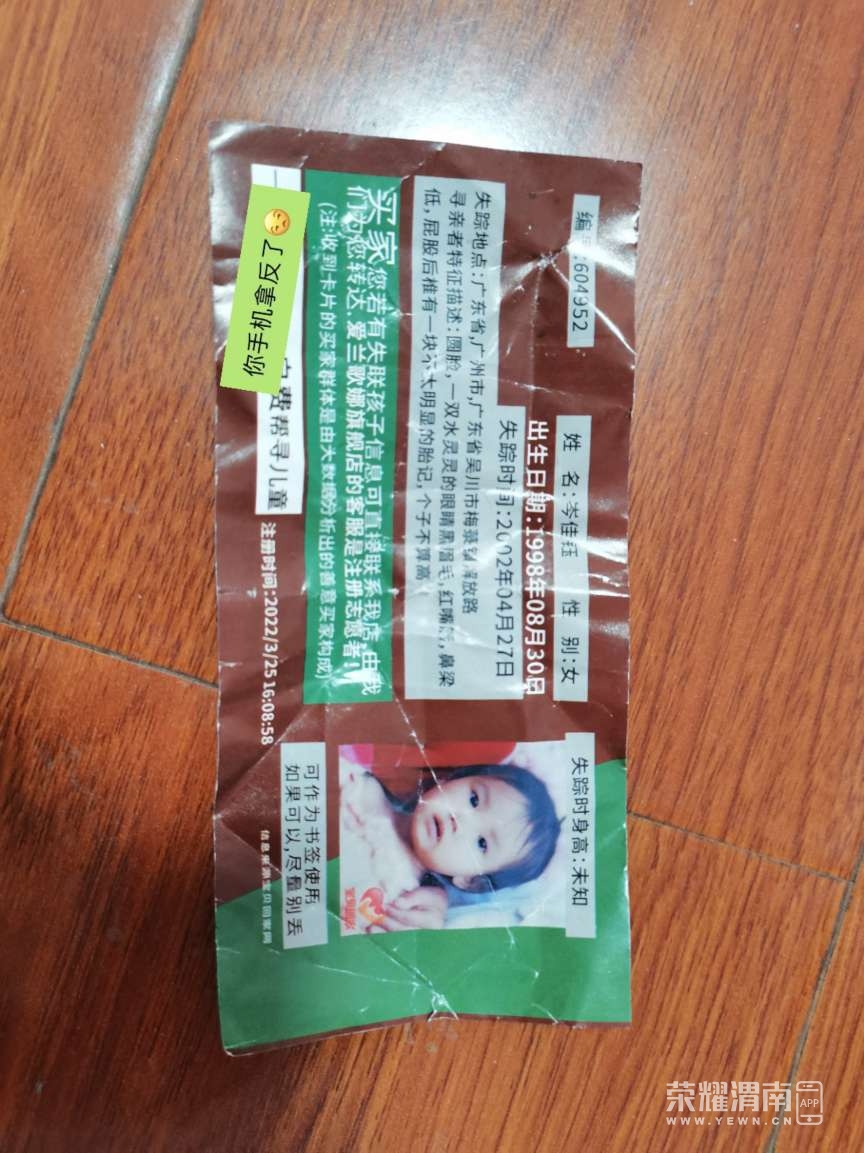 编号:604952
姓 名:岑佳钰 性 别:女
出生日期:1998年08月30日
失踪时间:2002年04月27日
失踪时身高:未知
失踪地点:广东省,广州市,广东省吴川市梅菉镇解放路
寻亲者特征描述:圆脸,一双水灵灵的眼睛黑眉毛,红嘴唇,鼻梁
低,屁股后椎有一块不太明显的胎记,个子不算高
买家您若有失联孩子信息可直接联系我店,由我
们为您转达.爱兰歌娜旗舰店的客服是注册志愿者!
(注:收到卡片的买家群体是由大数据分析出的善意买家构成)
你手机拿反了
费帮寻儿童
注册时间:2022/3/25 16:08:58
可作为书签使用
如果可以,尽量别丢
信息来源宝贝回家网
宝贝回家
荣耀渭南
APP
WWW.YEWN.CN